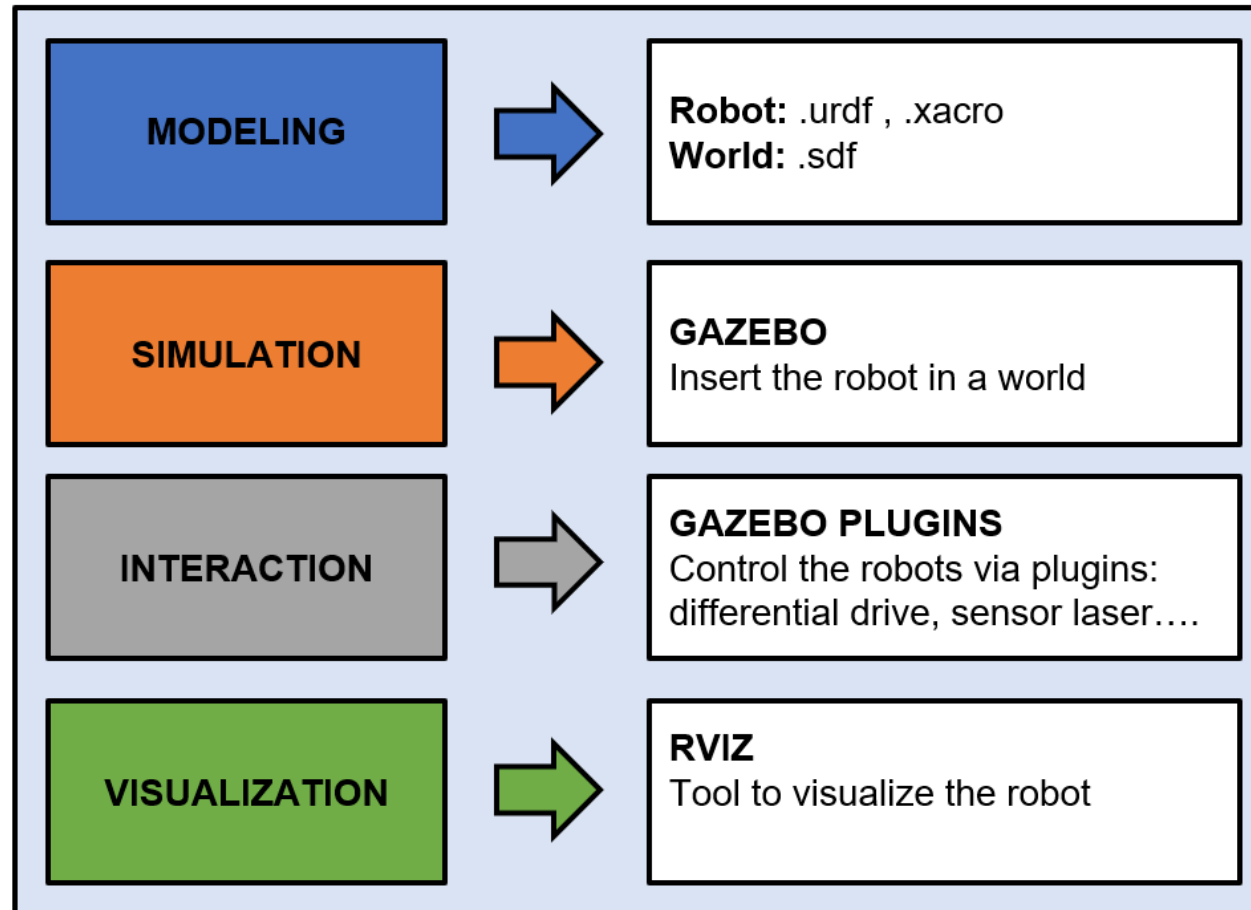 MODELING
Robot: .urdf , .xacro
World: .sdf
SIMULATION
GAZEBO
Insert the robot in a world
INTERACTION
GAZEBO PLUGINS
Control the robots via plugins:
differential drive, sensor laser….
VISUALIZATION
RVIZ
Tool to visualize the robot